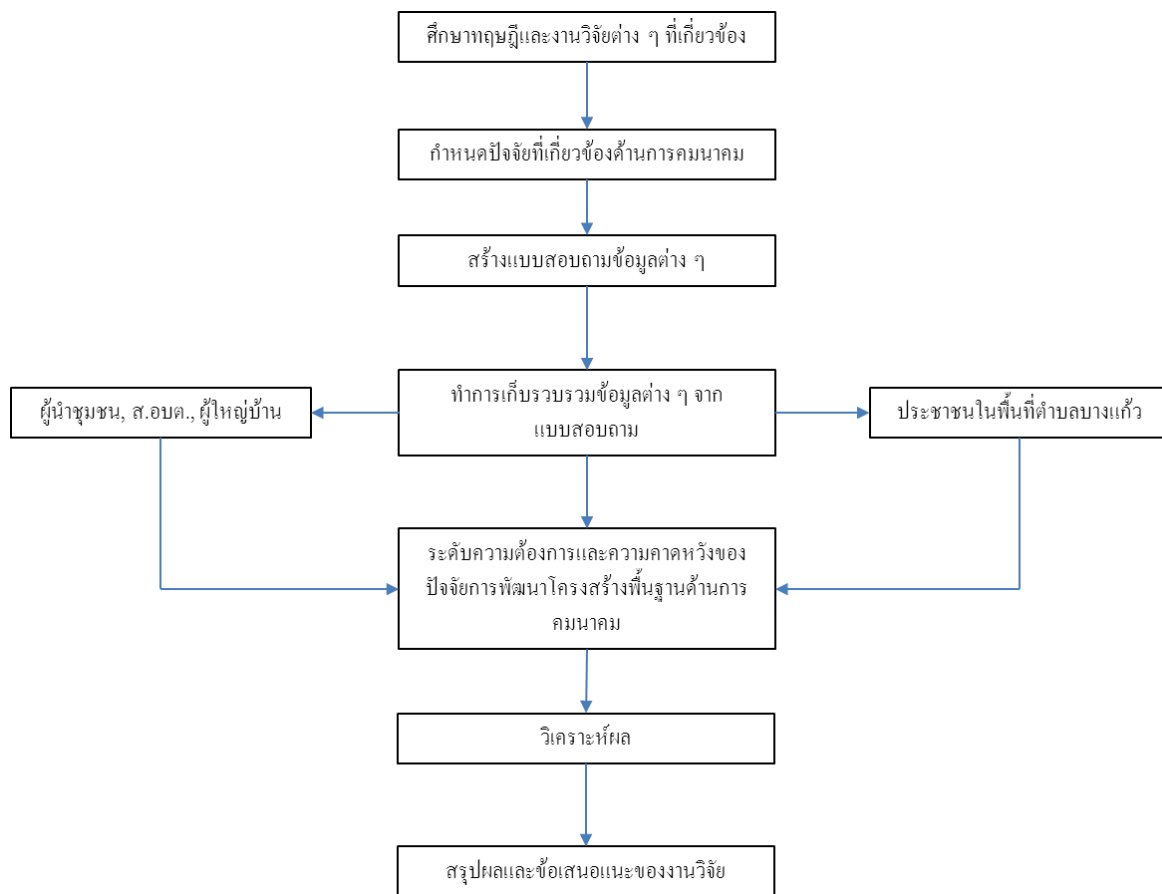 ศึกษาทฤษฎีและงานวิจัยต่าง ๆ ที่เกี่ยวข้อง
กำหนดปัจจัยที่เกี่ยวข้องด้านการคมนาคม
สร้างแบบสอบถามข้อมูลต่าง ๆ
ผู้นำชุมชน, ส.อบต., ผู้ใหญ่บ้าน
ทำการเก็บรวบรวมข้อมูลต่าง ๆ จาก
แบบสอบถาม
ประชาชนในพื้นที่ตำบลบางแก้ว
ระดับความต้องการและความคาดหวังของ
ปัจจัยการพัฒนาโครงสร้างพื้นฐานด้านการ
คมนาคม
วิเคราะห์ผล
สรุปผลและข้อเสนอแนะของงานวิจัย